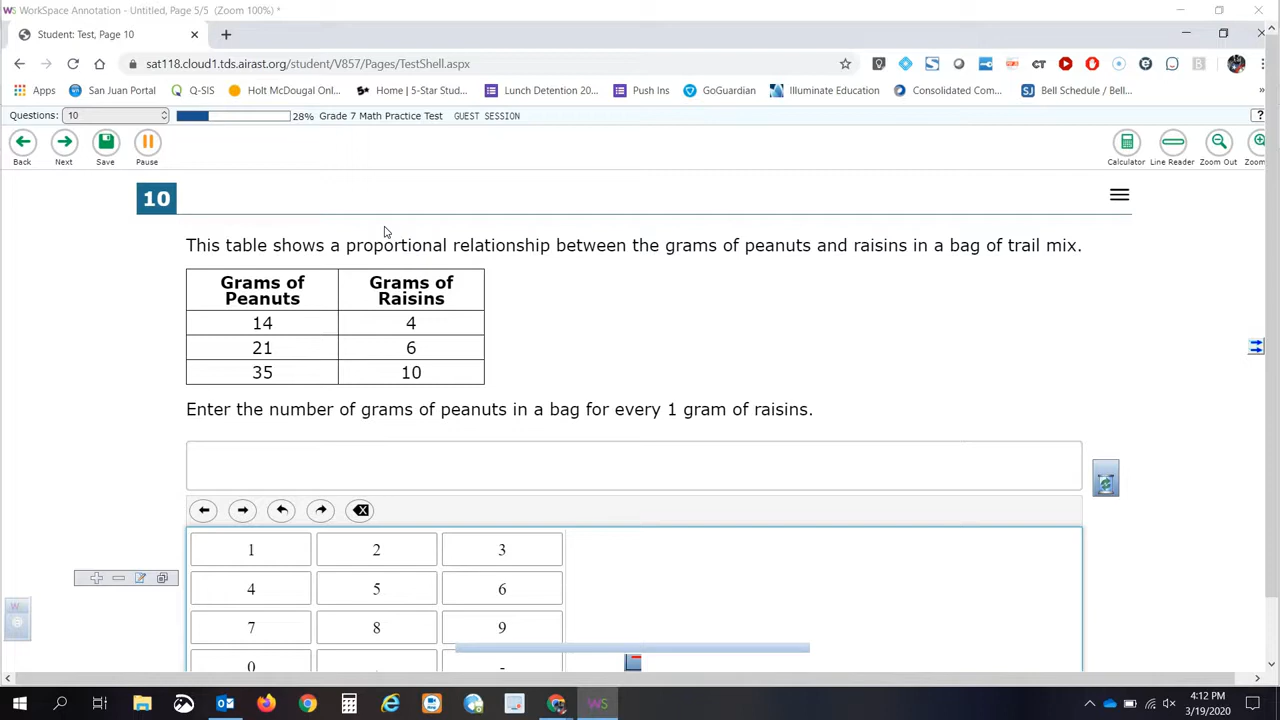 WS WorkSpace Annotation - Untitled, Page 5/5 (Zoom 100%) *
Student: Test, Page 10
sat118.cloud1.tds.airast.org/student/V857/Pages/TestShell.aspx
Apps San Juan Portal Q-SIS Holt McDougal Onl... Home | 5-Star Stud... Lunch Detention 20... Push Ins GoGuardian Illuminate Education Consolidated Com... SJ Bell Schedule / Bel... »
Questions: 10 28% Grade 7 Math Practice Test GUEST SESSION ?
Back Next Save Pause Calculator Line Reader Zoom Out Zoom
10
This table shows a proportional relationship between the grams of peanuts and raisins in a bag of trail mix.
Grams of Peanuts Grams of Raisins
14 4
21 6
35 10
Enter the number of grams of peanuts in a bag for every 1 gram of raisins.
1 2 3
4 5 6
7 8 9
0 . -
WS
4:12 PM
3/19/2020